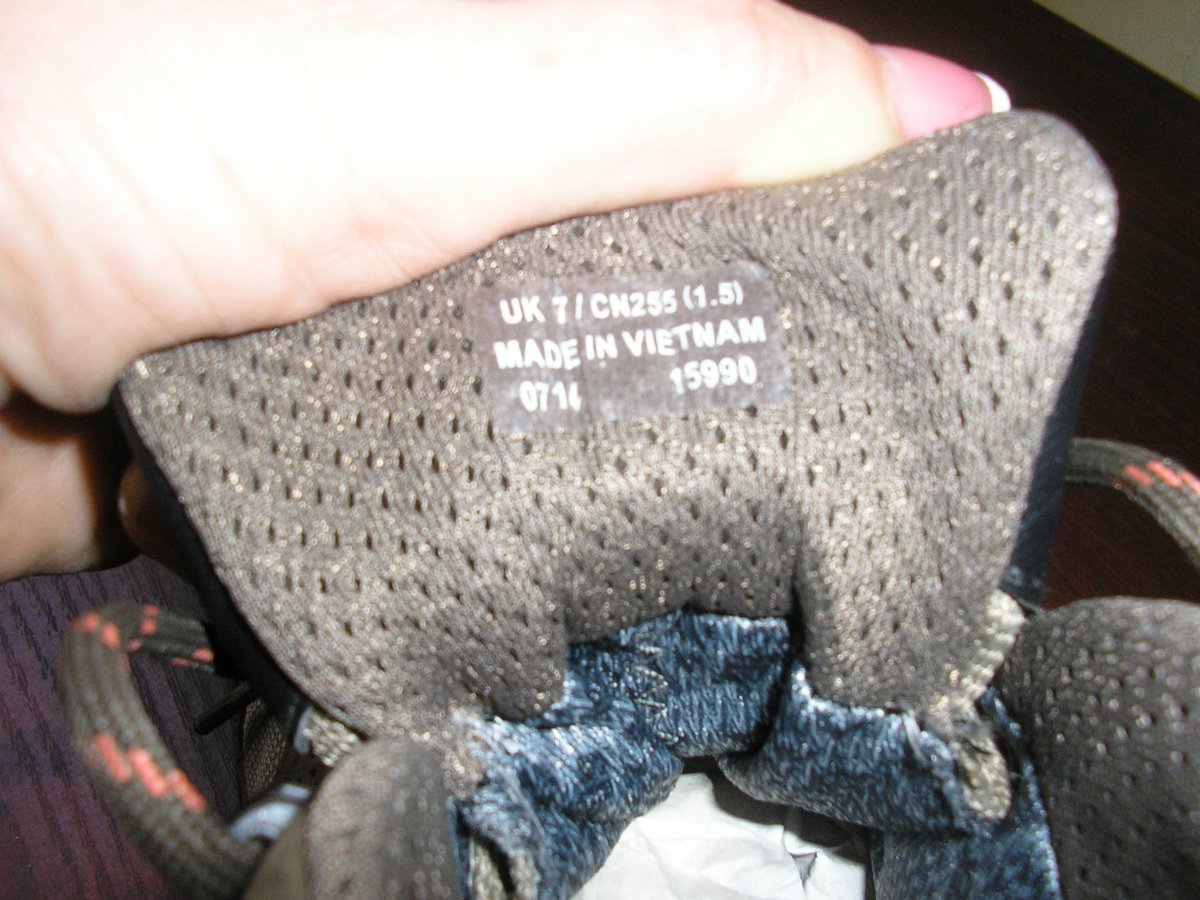 UK 7 / CN255 (1.5)
MADE IN VIETNAM
0714 15990